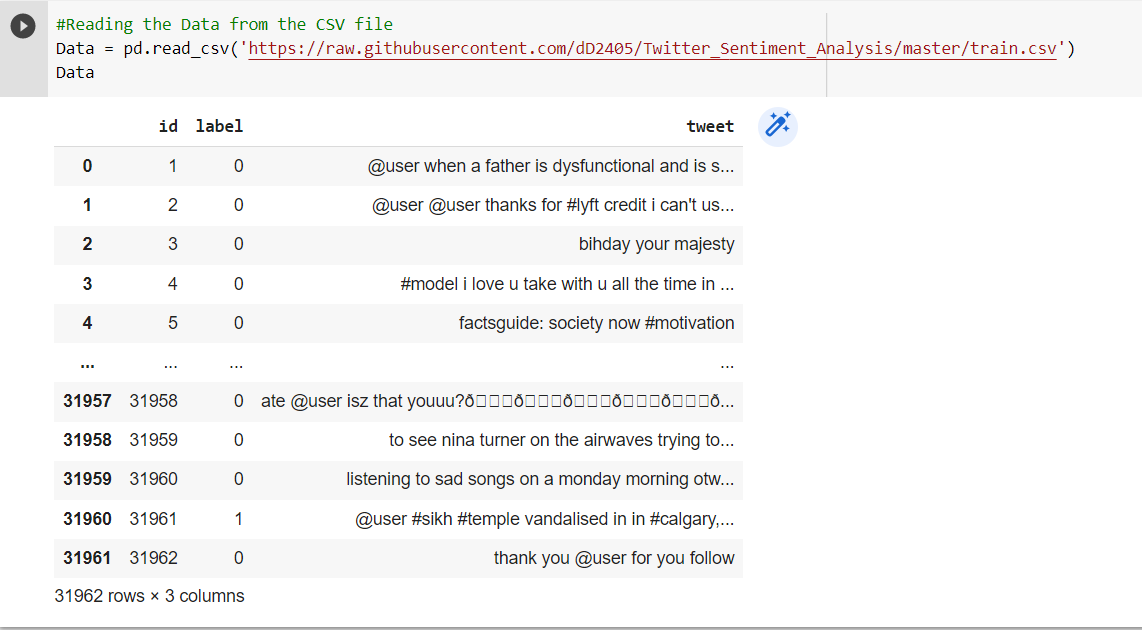 #Reading the Data from the CSV file
Data = pd.read_csv('https://raw.githubusercontent.com/dD2405/Twitter_Sentiment_Analysis/master/train.csv')
Data
id label tweet
0 1 0 @user when a father is dysfunctional and is s...
1 2 0 @user @user thanks for #lyft credit i can't us...
2 3 0 bihday your majesty
3 4 0 #model i love u take with u all the time in ...
4 5 0 factsguide: society now #motivation
... ... ... ...
31957 31958 0 ate @user isz that youuu?ð□□□ð□□□ð□□□ð□□□ð□□□ð...
31958 31959 0 to see nina turner on the airwaves trying to...
31959 31960 0 listening to sad songs on a monday morning otw...
31960 31961 1 @user #sikh #temple vandalised in in #calgary,...
31961 31962 0 thank you @user for you follow
31962 rows × 3 columns